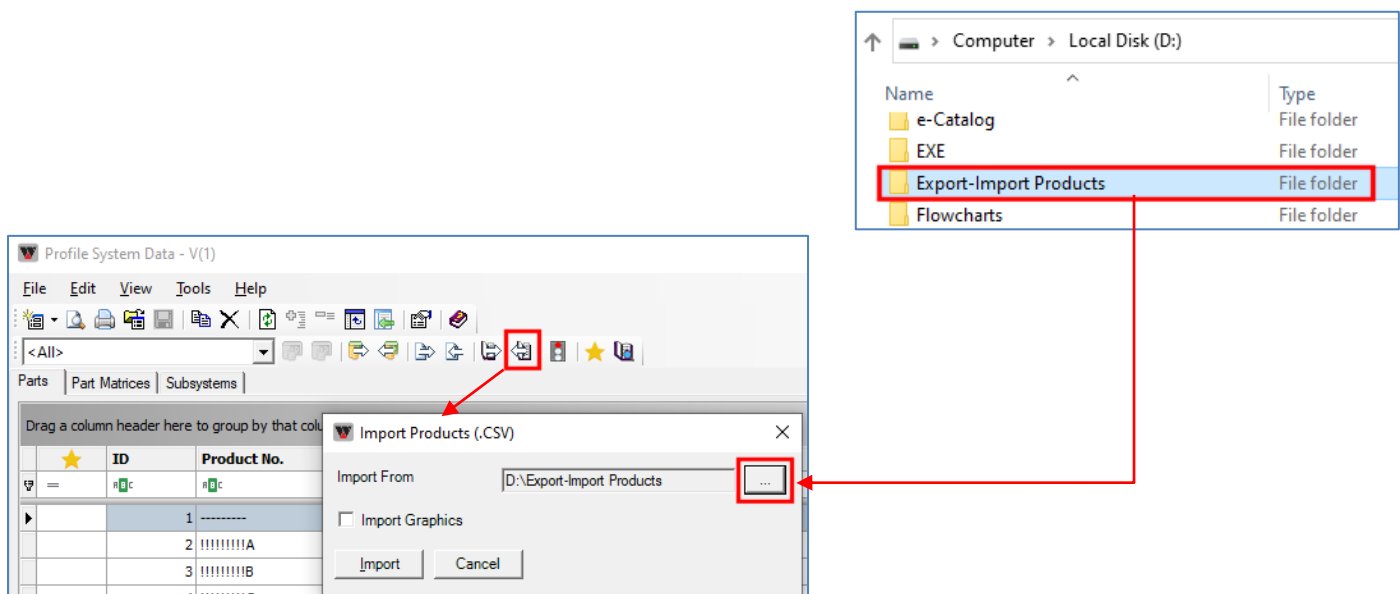 Computer > Local Disk (D:)
Name Type
e-Catalog File folder
EXE File folder
Export-Import Products File folder
Flowcharts File folder
Profile System Data - V(1)
File Edit View Tools Help
<All>
Parts Part Matrices Subsystems
Drag a column header here to group by that colu
ID Product No.
= ABC ABC
1 ---------
2 !!!!!!!!!A
3 !!!!!!!!!B
Import Products (.CSV)
Import From D:\Export-Import Products ...
Import Graphics
Import Cancel